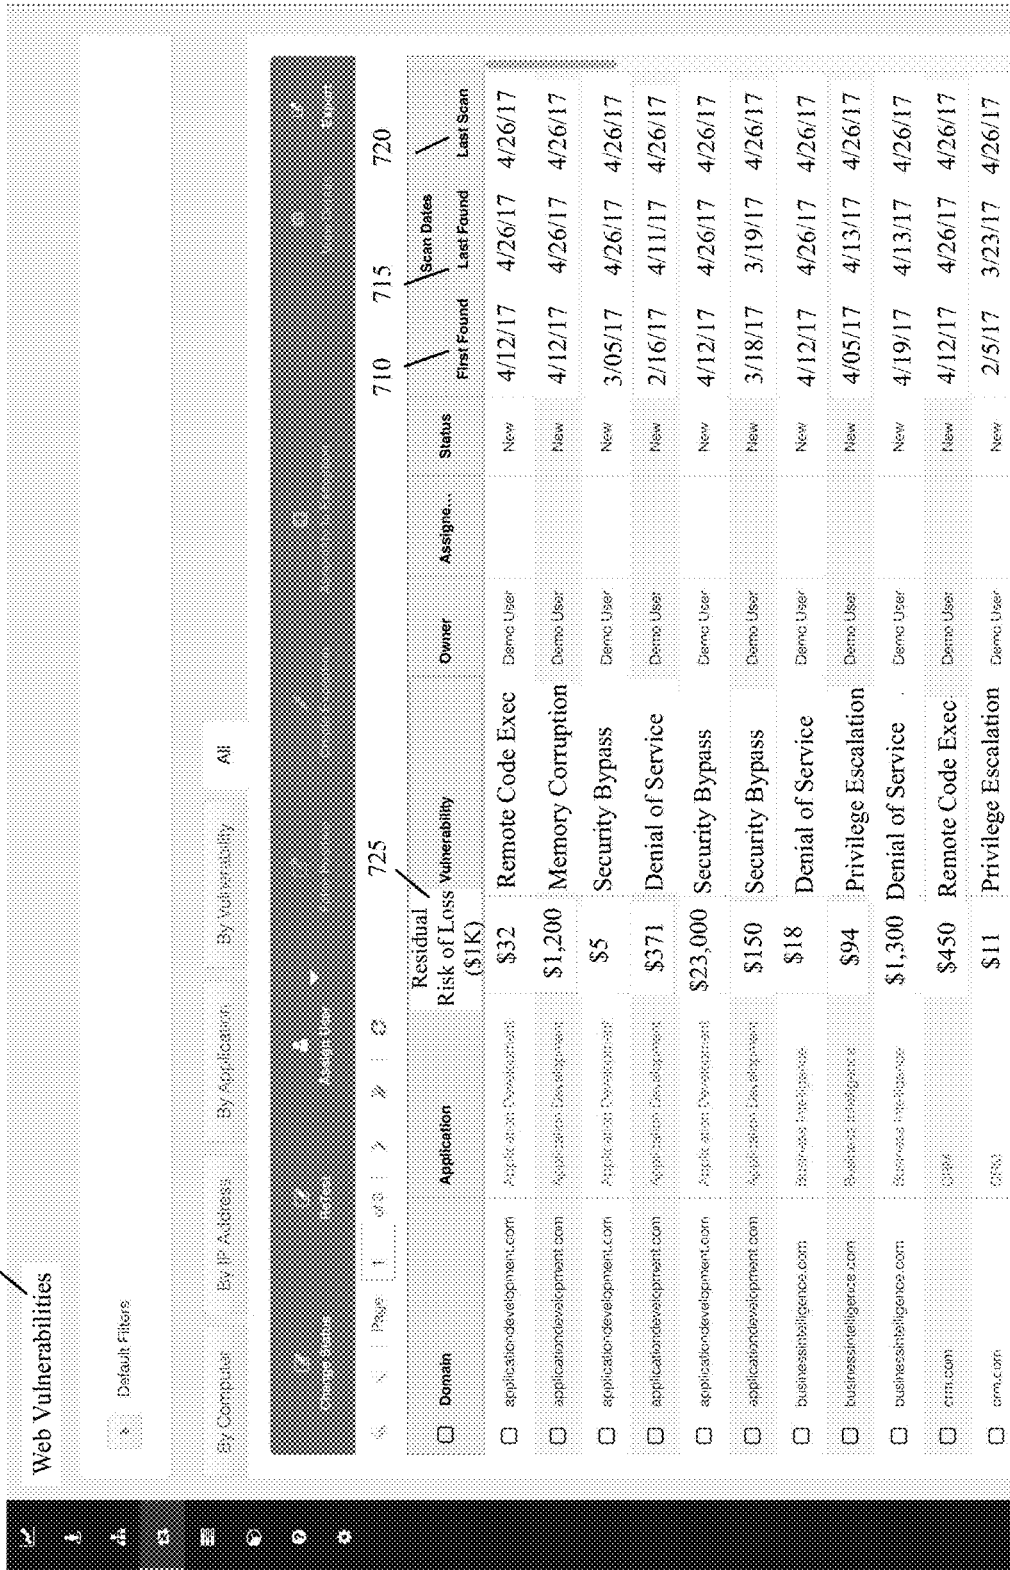 Web Vulnerabilities
Default Filters
By Computer By IP Address By Application By Vulnerability All
Page 1 of 3
725 710 715 720
Domain Application Residual Risk of Loss ($1K) Vulnerability Owner Assigne... Status Scan Dates First Found Last Found Last Scan
applicationdevelopment.com Application Development $32 Remote Code Exec Demo User New 4/12/17 4/26/17 4/26/17
applicationdevelopment.com Application Development $1,200 Memory Corruption Demo User New 4/12/17 4/26/17 4/26/17
applicationdevelopment.com Application Development $5 Security Bypass Demo User New 3/05/17 4/26/17 4/26/17
applicationdevelopment.com Application Development $371 Denial of Service Demo User New 2/16/17 4/11/17 4/26/17
applicationdevelopment.com Application Development $23,000 Security Bypass Demo User New 4/12/17 4/26/17 4/26/17
applicationdevelopment.com Application Development $150 Security Bypass Demo User New 3/18/17 3/19/17 4/26/17
businessintelligence.com Business Intelligence $18 Denial of Service Demo User New 4/12/17 4/26/17 4/26/17
businessintelligence.com Business Intelligence $94 Privilege Escalation Demo User New 4/05/17 4/13/17 4/26/17
businessintelligence.com Business Intelligence $1,300 Denial of Service Demo User New 4/19/17 4/13/17 4/26/17
crm.com CRM $450 Remote Code Exec Demo User New 4/12/17 4/26/17 4/26/17
crm.com CRM $11 Privilege Escalation Demo User New 2/5/17 3/23/17 4/26/17